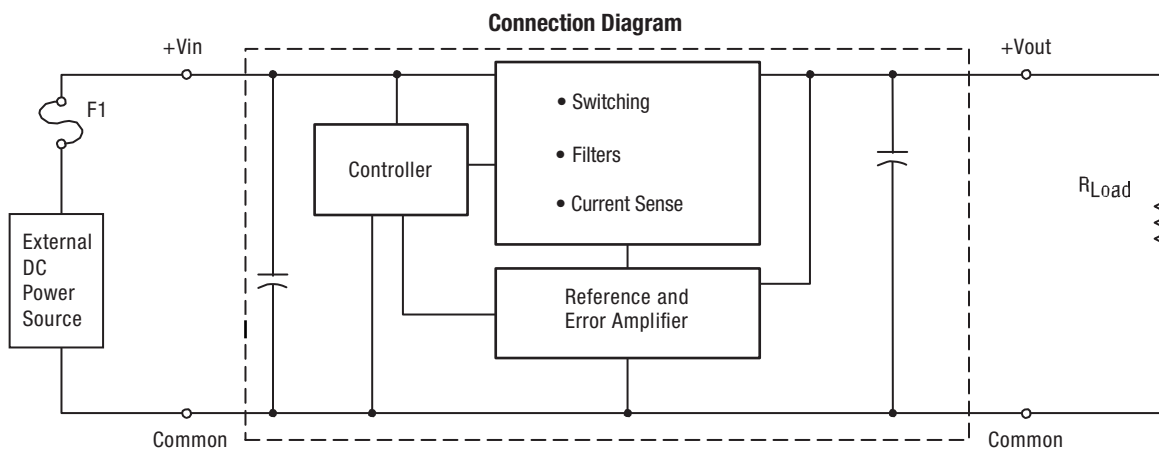 Connection Diagram
+Vin
+Vout
F1
• Switching
• Filters
• Current Sense
Controller
RLoad
External
DC
Power
Source
Reference and
Error Amplifier
Common
Common